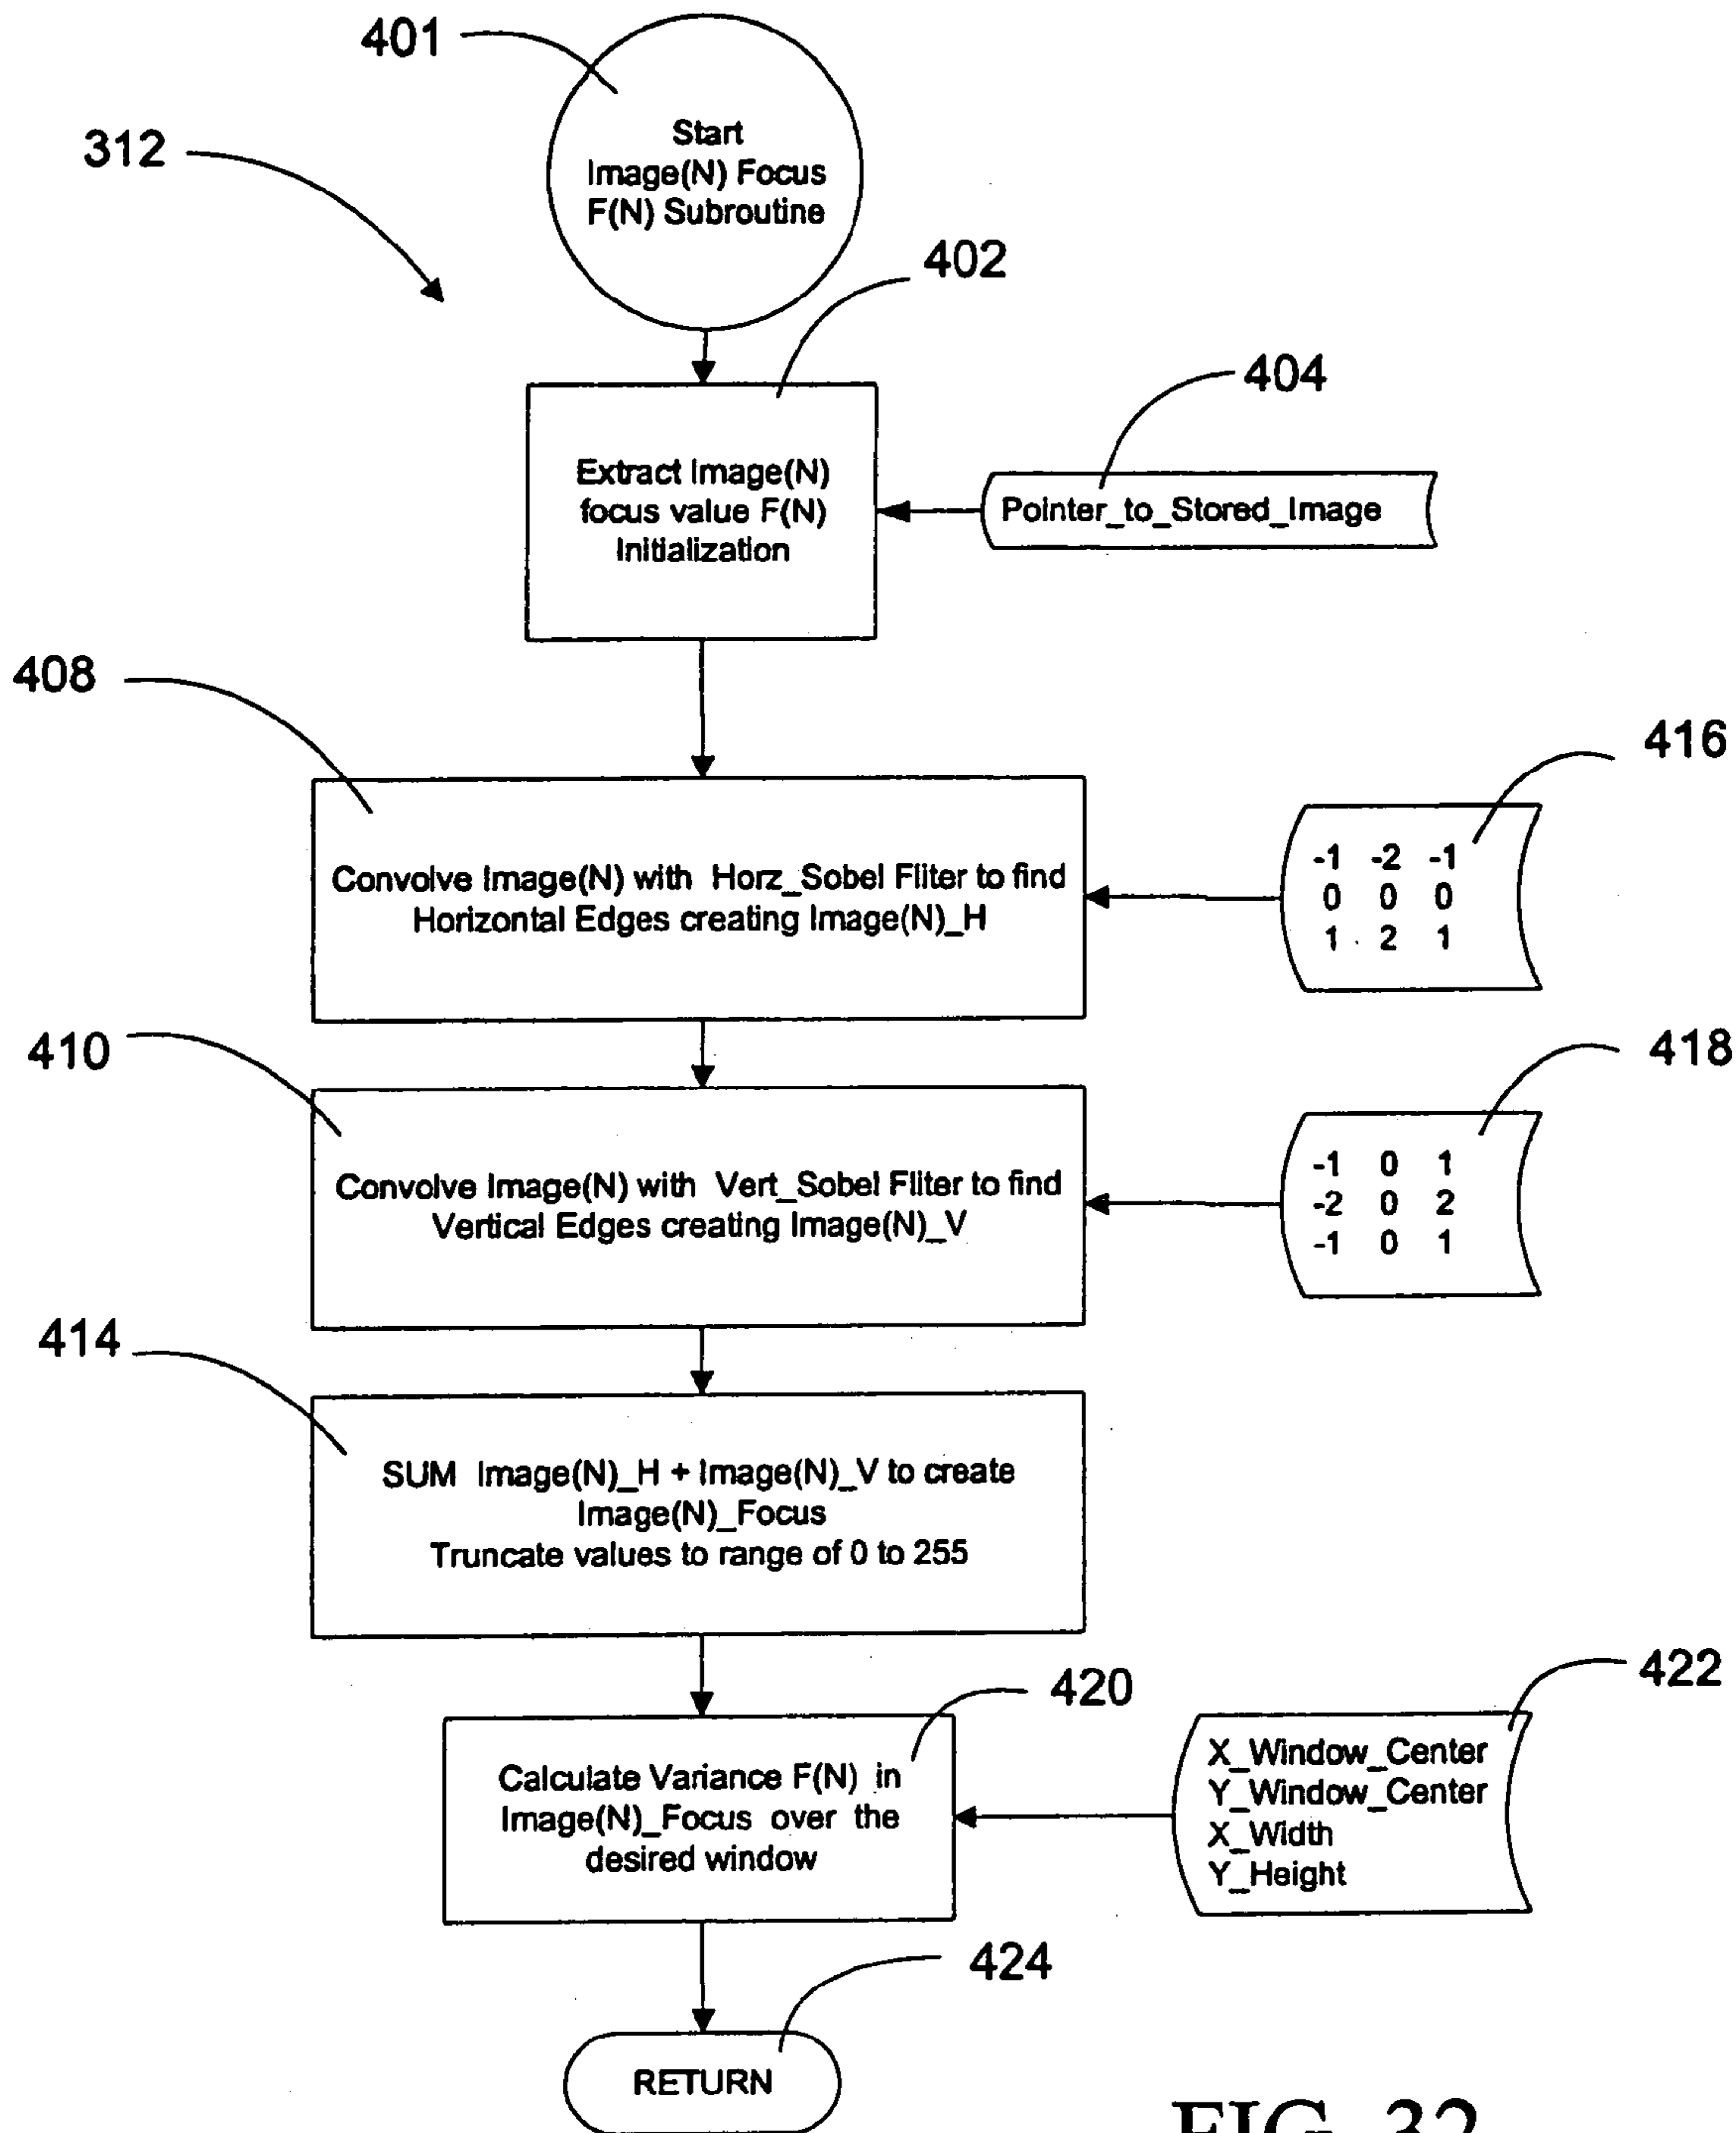 401
Start
Image(N) Focus
F(N) Subroutine
312
402
404
Extract Image(N)
focus value F(N)
Initialization
Pointer_to_Stored_Image
408
416
Convolve Image(N) with Horz_Sobel Filter to find
Horizontal Edges creating Image(N)_H
-1 -2 -1
0 0 0
1 2 1
410
418
Convolve Image(N) with Vert_Sobel Filter to find
Vertical Edges creating Image(N)_V
-1 0 1
-2 0 2
-1 0 1
414
SUM Image(N)_H + Image(N)_V to create
Image(N)_Focus
Truncate values to range of 0 to 255
420
422
Calculate Variance F(N) in
Image(N)_Focus over the
desired window
X_Window_Center
Y_Window_Center
X_Width
Y_Height
424
RETURN
FIG. 32